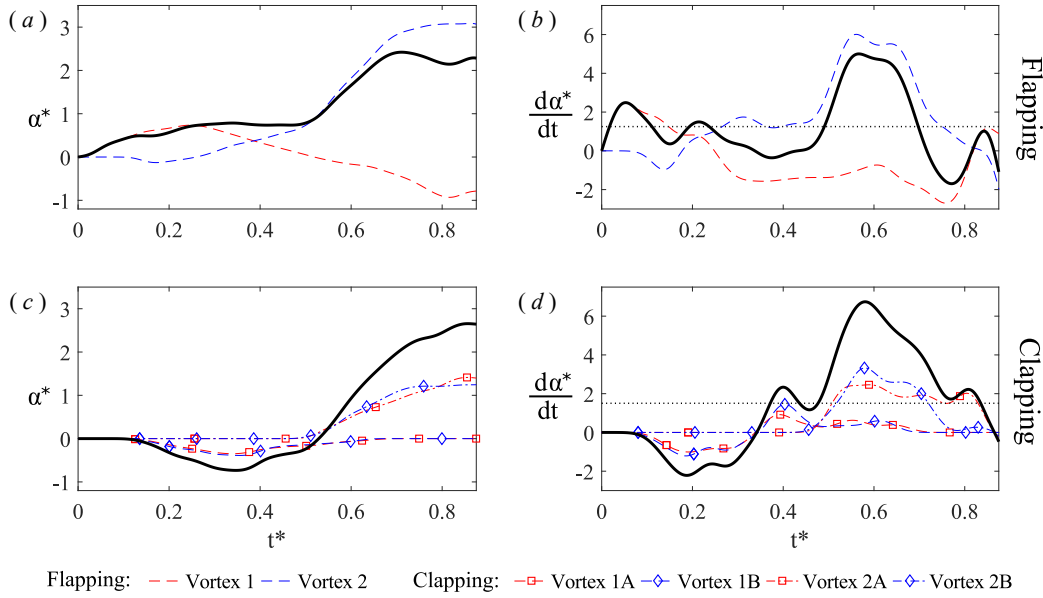 (a)
3
2
1
0
-1
α*
0
0.2
0.4
0.6
0.8
(b)
6
4
2
0
-2
dα*
dt
0
0.2
0.4
0.6
0.8
Flapping
(c)
3
2
1
0
-1
α*
0
0.2
0.4
0.6
0.8
t*
(d)
6
4
2
0
-2
dα*
dt
0
0.2
0.4
0.6
0.8
t*
Clapping
Flapping: Vortex 1 Vortex 2 Clapping: Vortex 1A Vortex 1B Vortex 2A Vortex 2B